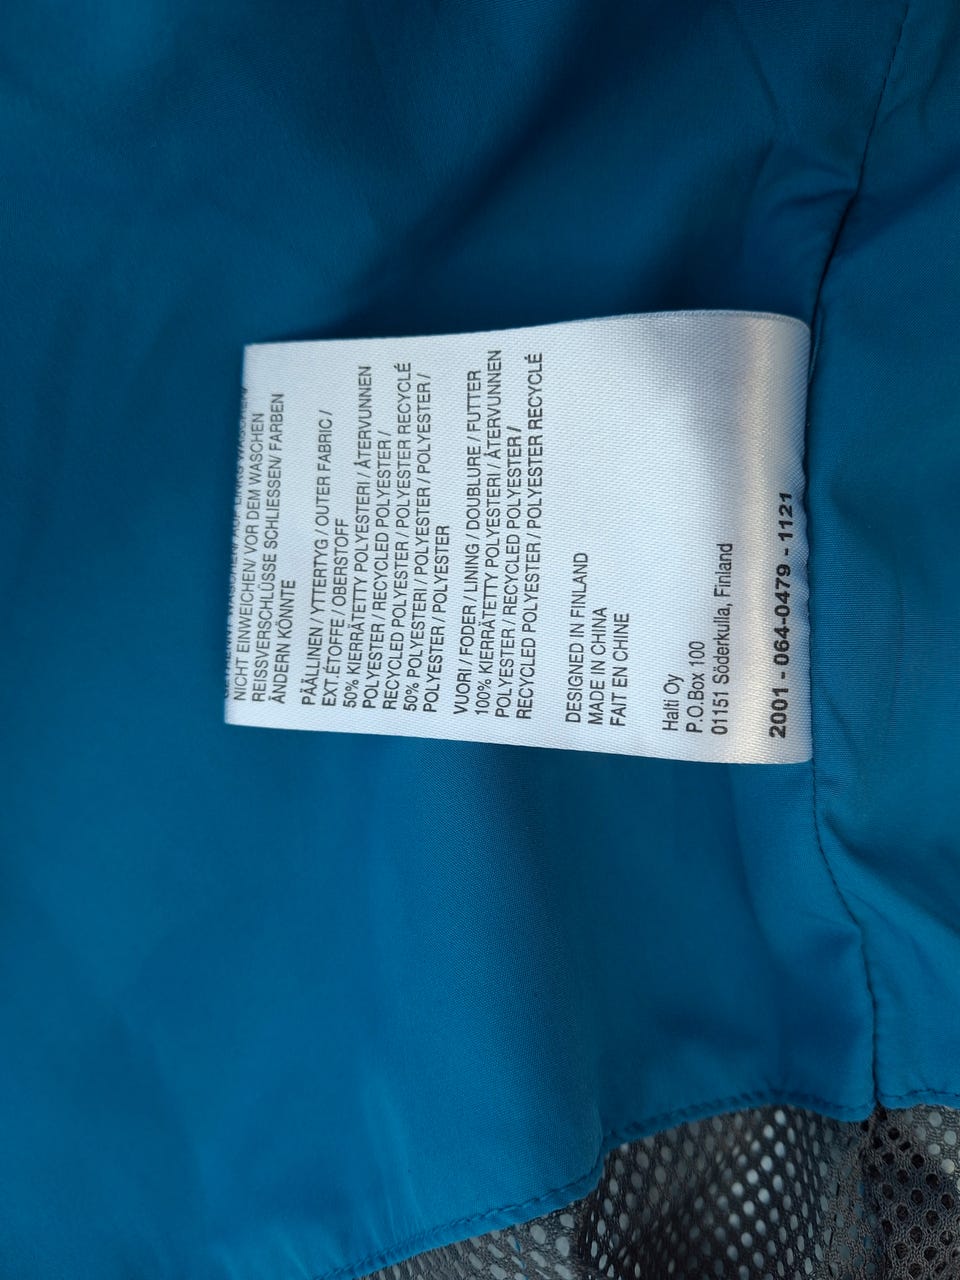 NICHT EINWEICHEN/ VOR DEM WASCHEN
REISSVERSCHLÜSSE SCHLIESSEN/ FARBEN
ÄNDERN KÖNNTE
PÄÄLLINEN / YTTERTYG / OUTER FABRIC /
EXT.ÉTOFFE / OBERSTOFF
50% KIERRÄTETTY POLYESTERI / ÅTERVUNNEN
POLYESTER / RECYCLED POLYESTER /
RECYCLED POLYESTER / POLYESTER RECYCLÉ
50% POLYESTERI / POLYESTER / POLYESTER /
POLYESTER / POLYESTER
VUORI / FODER / LINING / DOUBLURE / FUTTER
100% KIERRÄTETTY POLYESTERI / ÅTERVUNNEN
POLYESTER / RECYCLED POLYESTER /
RECYCLED POLYESTER / POLYESTER RECYCLÉ
DESIGNED IN FINLAND
MADE IN CHINA
FAIT EN CHINE
Halti Oy
P.O.Box 100
01151 Söderkulla, Finland
2001 - 064-0479 - 1121